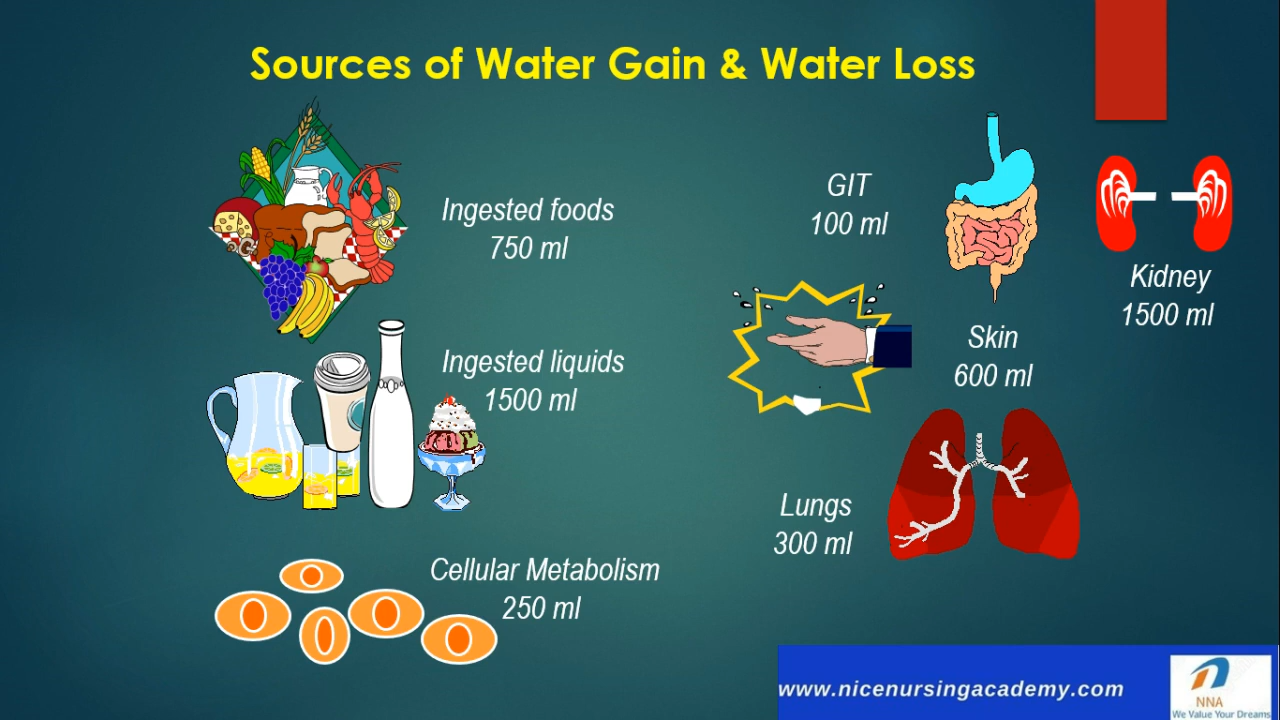 Sources of Water Gain & Water Loss
Ingested foods
750 ml
Ingested liquids
1500 ml
Cellular Metabolism
250 ml
GIT
100 ml
Kidney
1500 ml
Skin
600 ml
Lungs
300 ml
www.nicenursingacademy.com
NNA
We Value Your Dreams